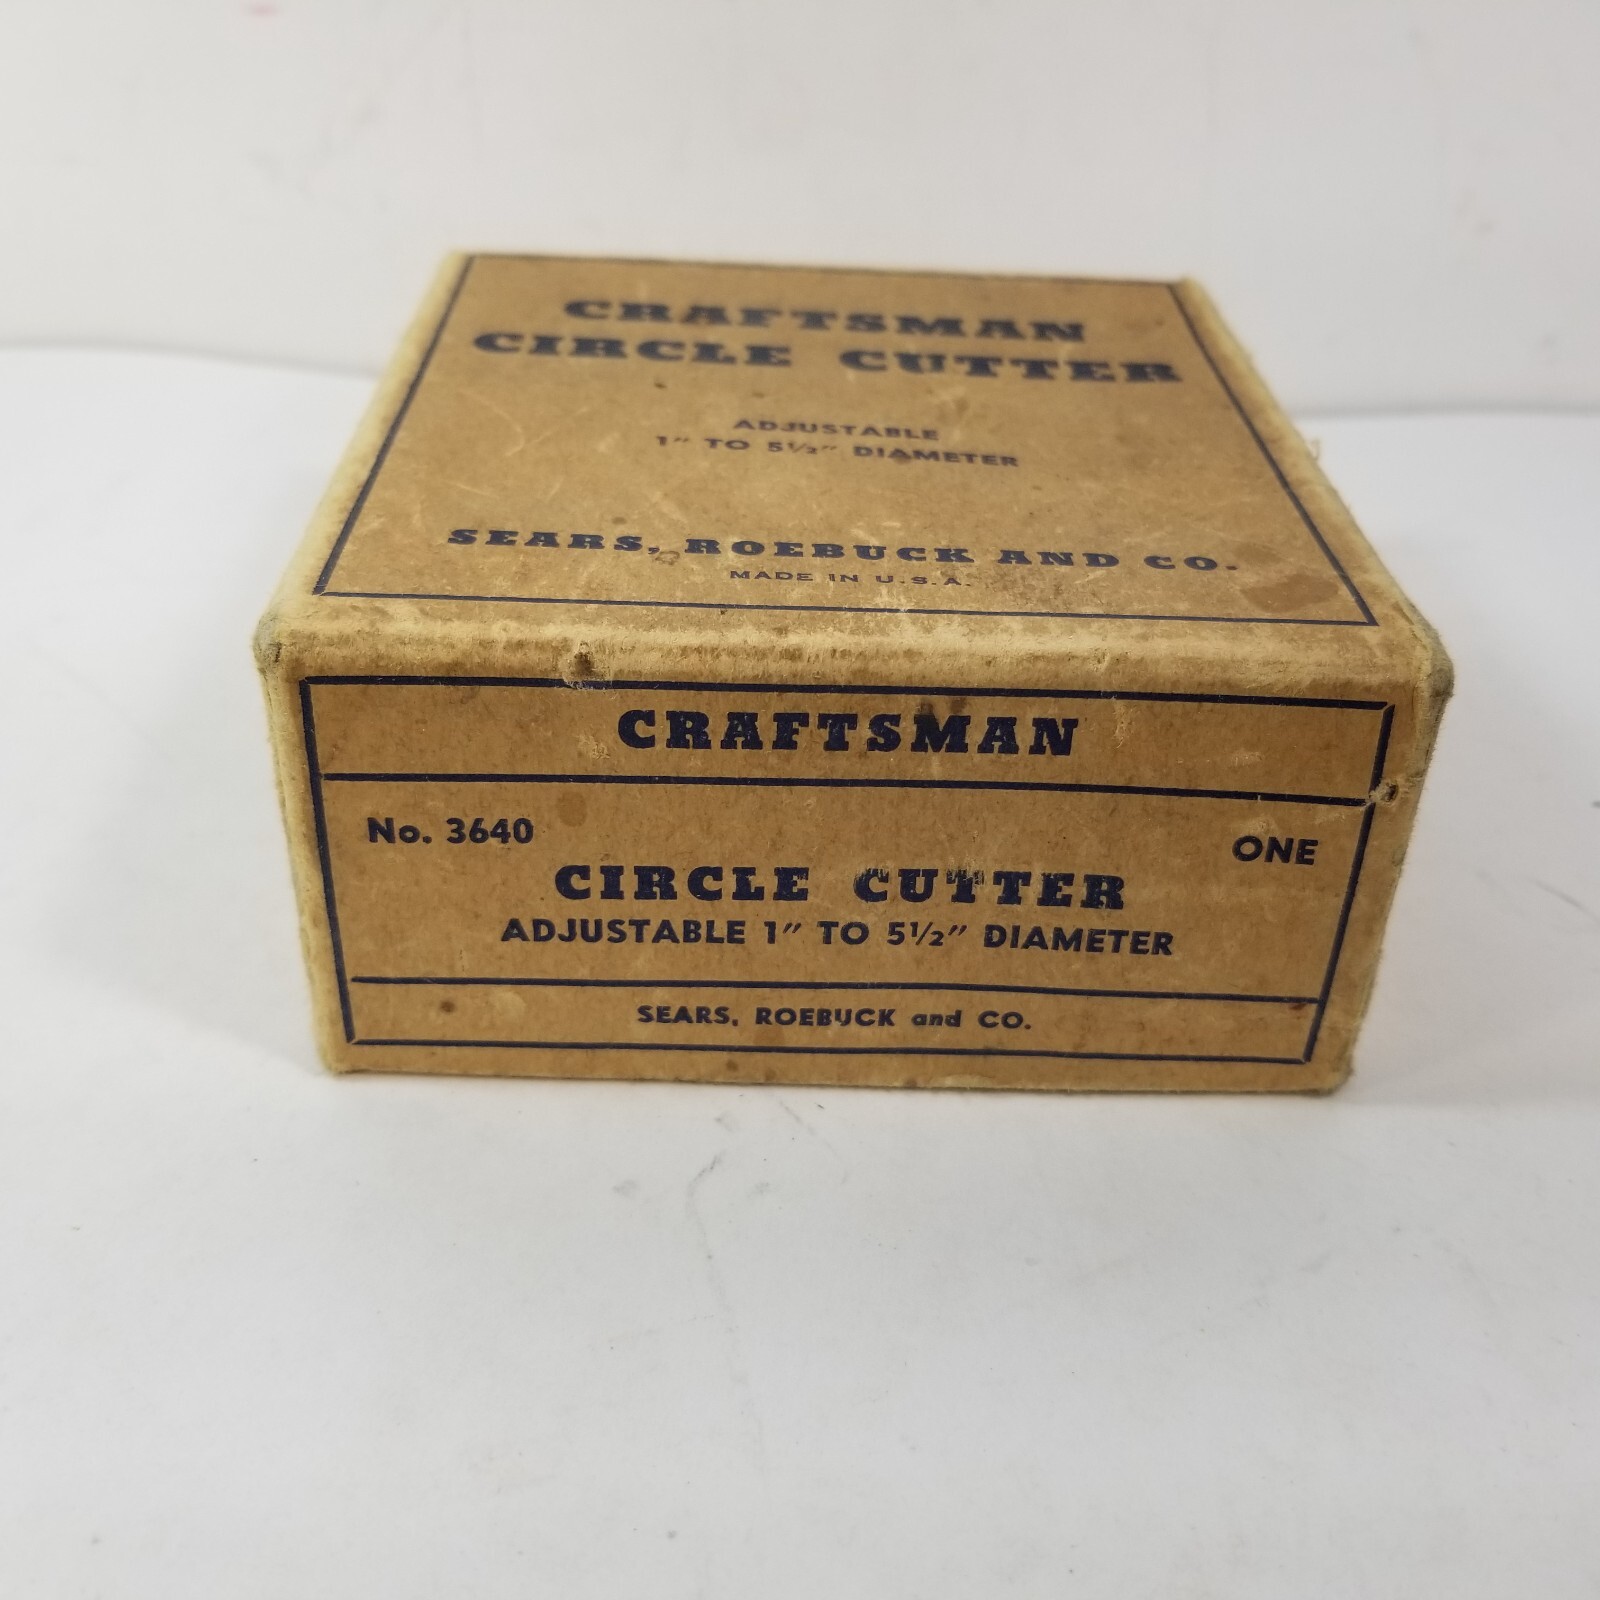 CRAFTSMAN
CIRCLE CUTTER
ADJUSTABLE
1" TO 5½" DIAMETER
SEARS, ROEBUCK AND CO.
MADE IN U.S.A.
CRAFTSMAN
No. 3640 ONE
CIRCLE CUTTER
ADJUSTABLE 1" TO 5½" DIAMETER
SEARS, ROEBUCK and CO.